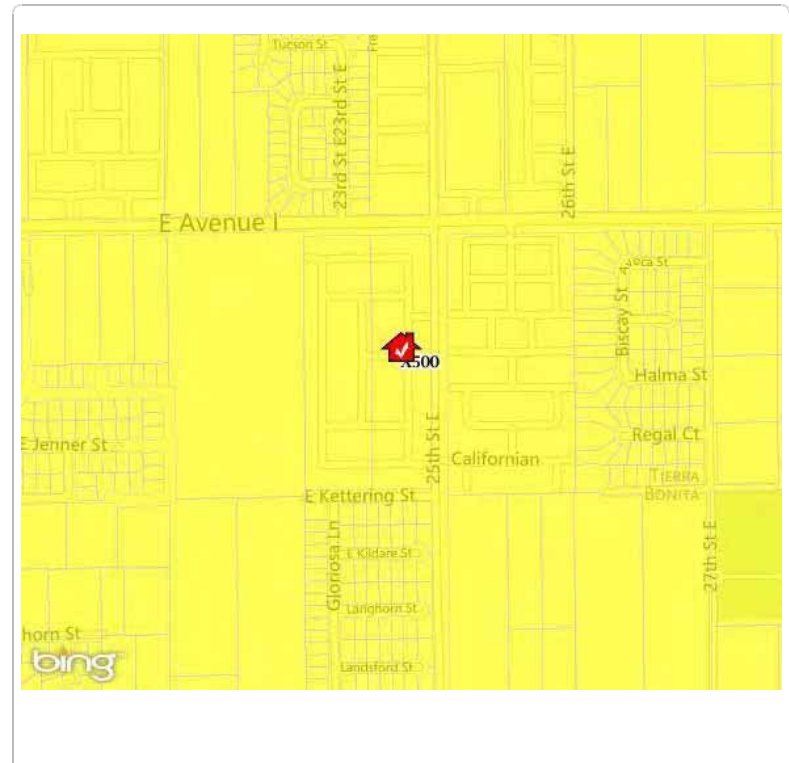 Tucson St
23rd St E
23rd St E
26th St E
E Avenue I
Biscay St
X500
Halma St
E Jenner St
25th St E
Regal Ct
Californian
TIERRA
BONITA
E Kettering St
27th St E
Gloriosa Ln
E Kildare St
Langhorn St
horn St
Landsford St
bing